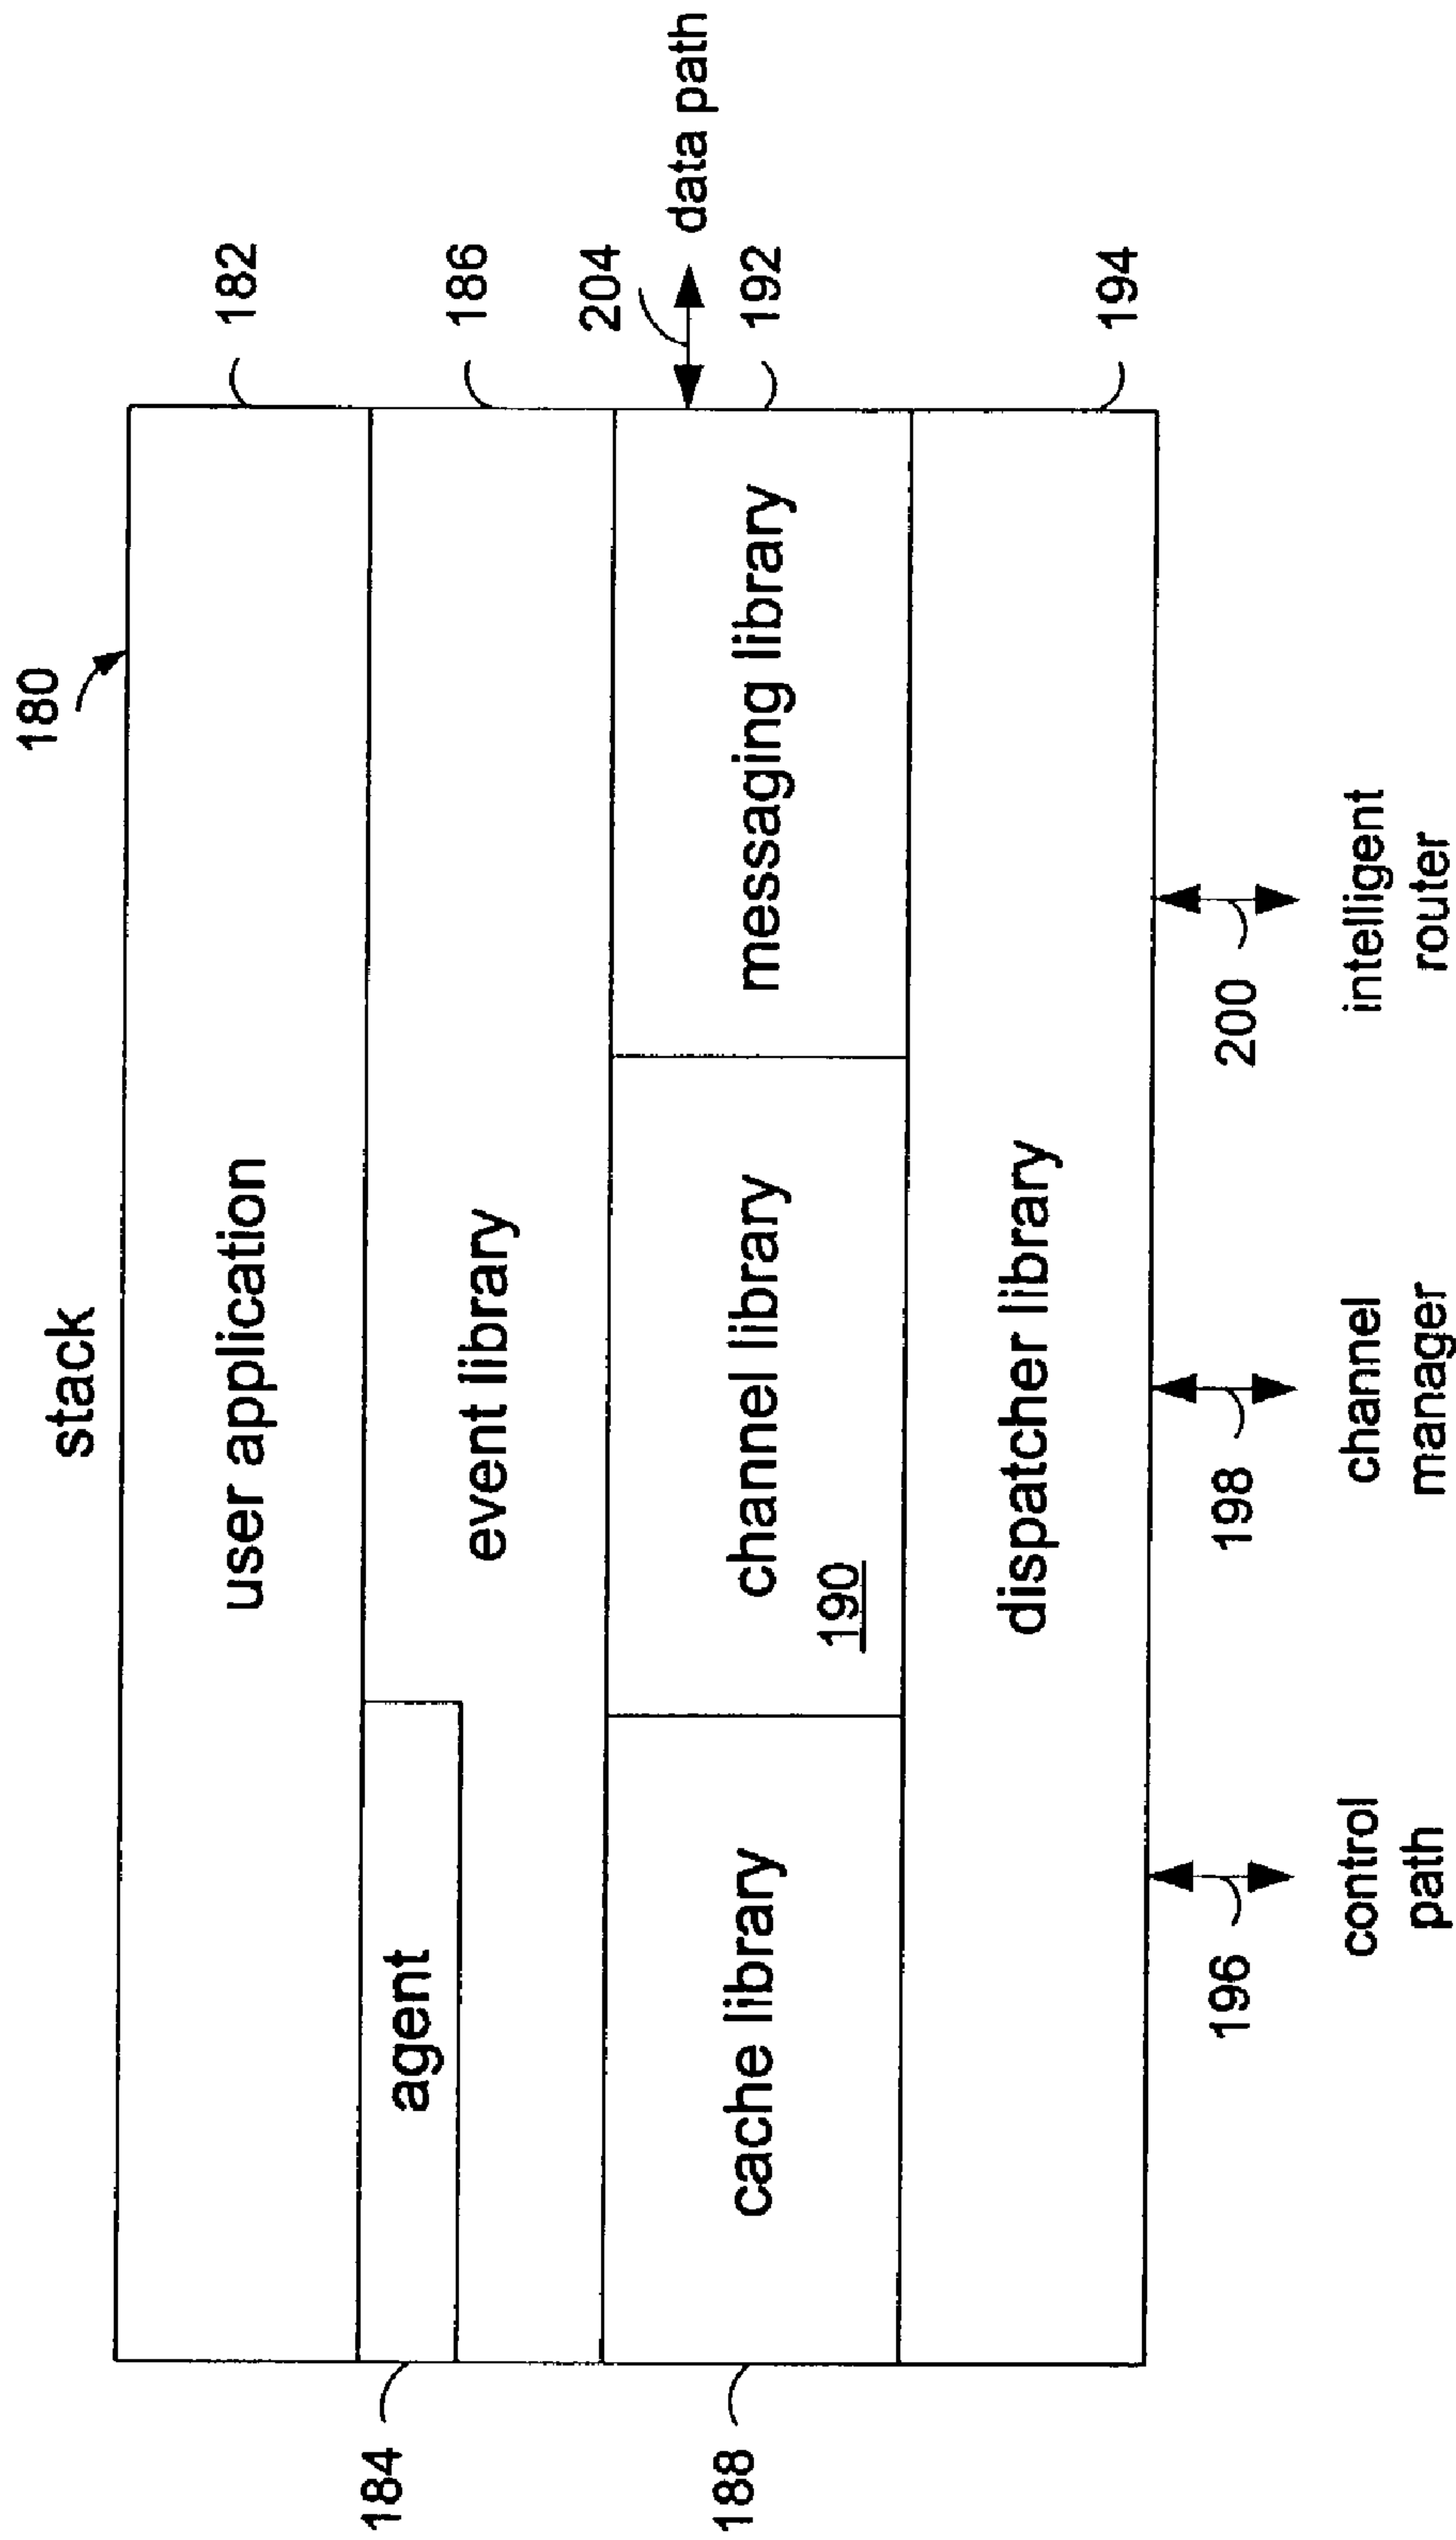 stack
180
user application
182
agent
184
event library
186
204
data path
cache library
188
channel library
190
messaging library
192
dispatcher library
194
196
198
200
control
path
channel
manager
intelligent
router